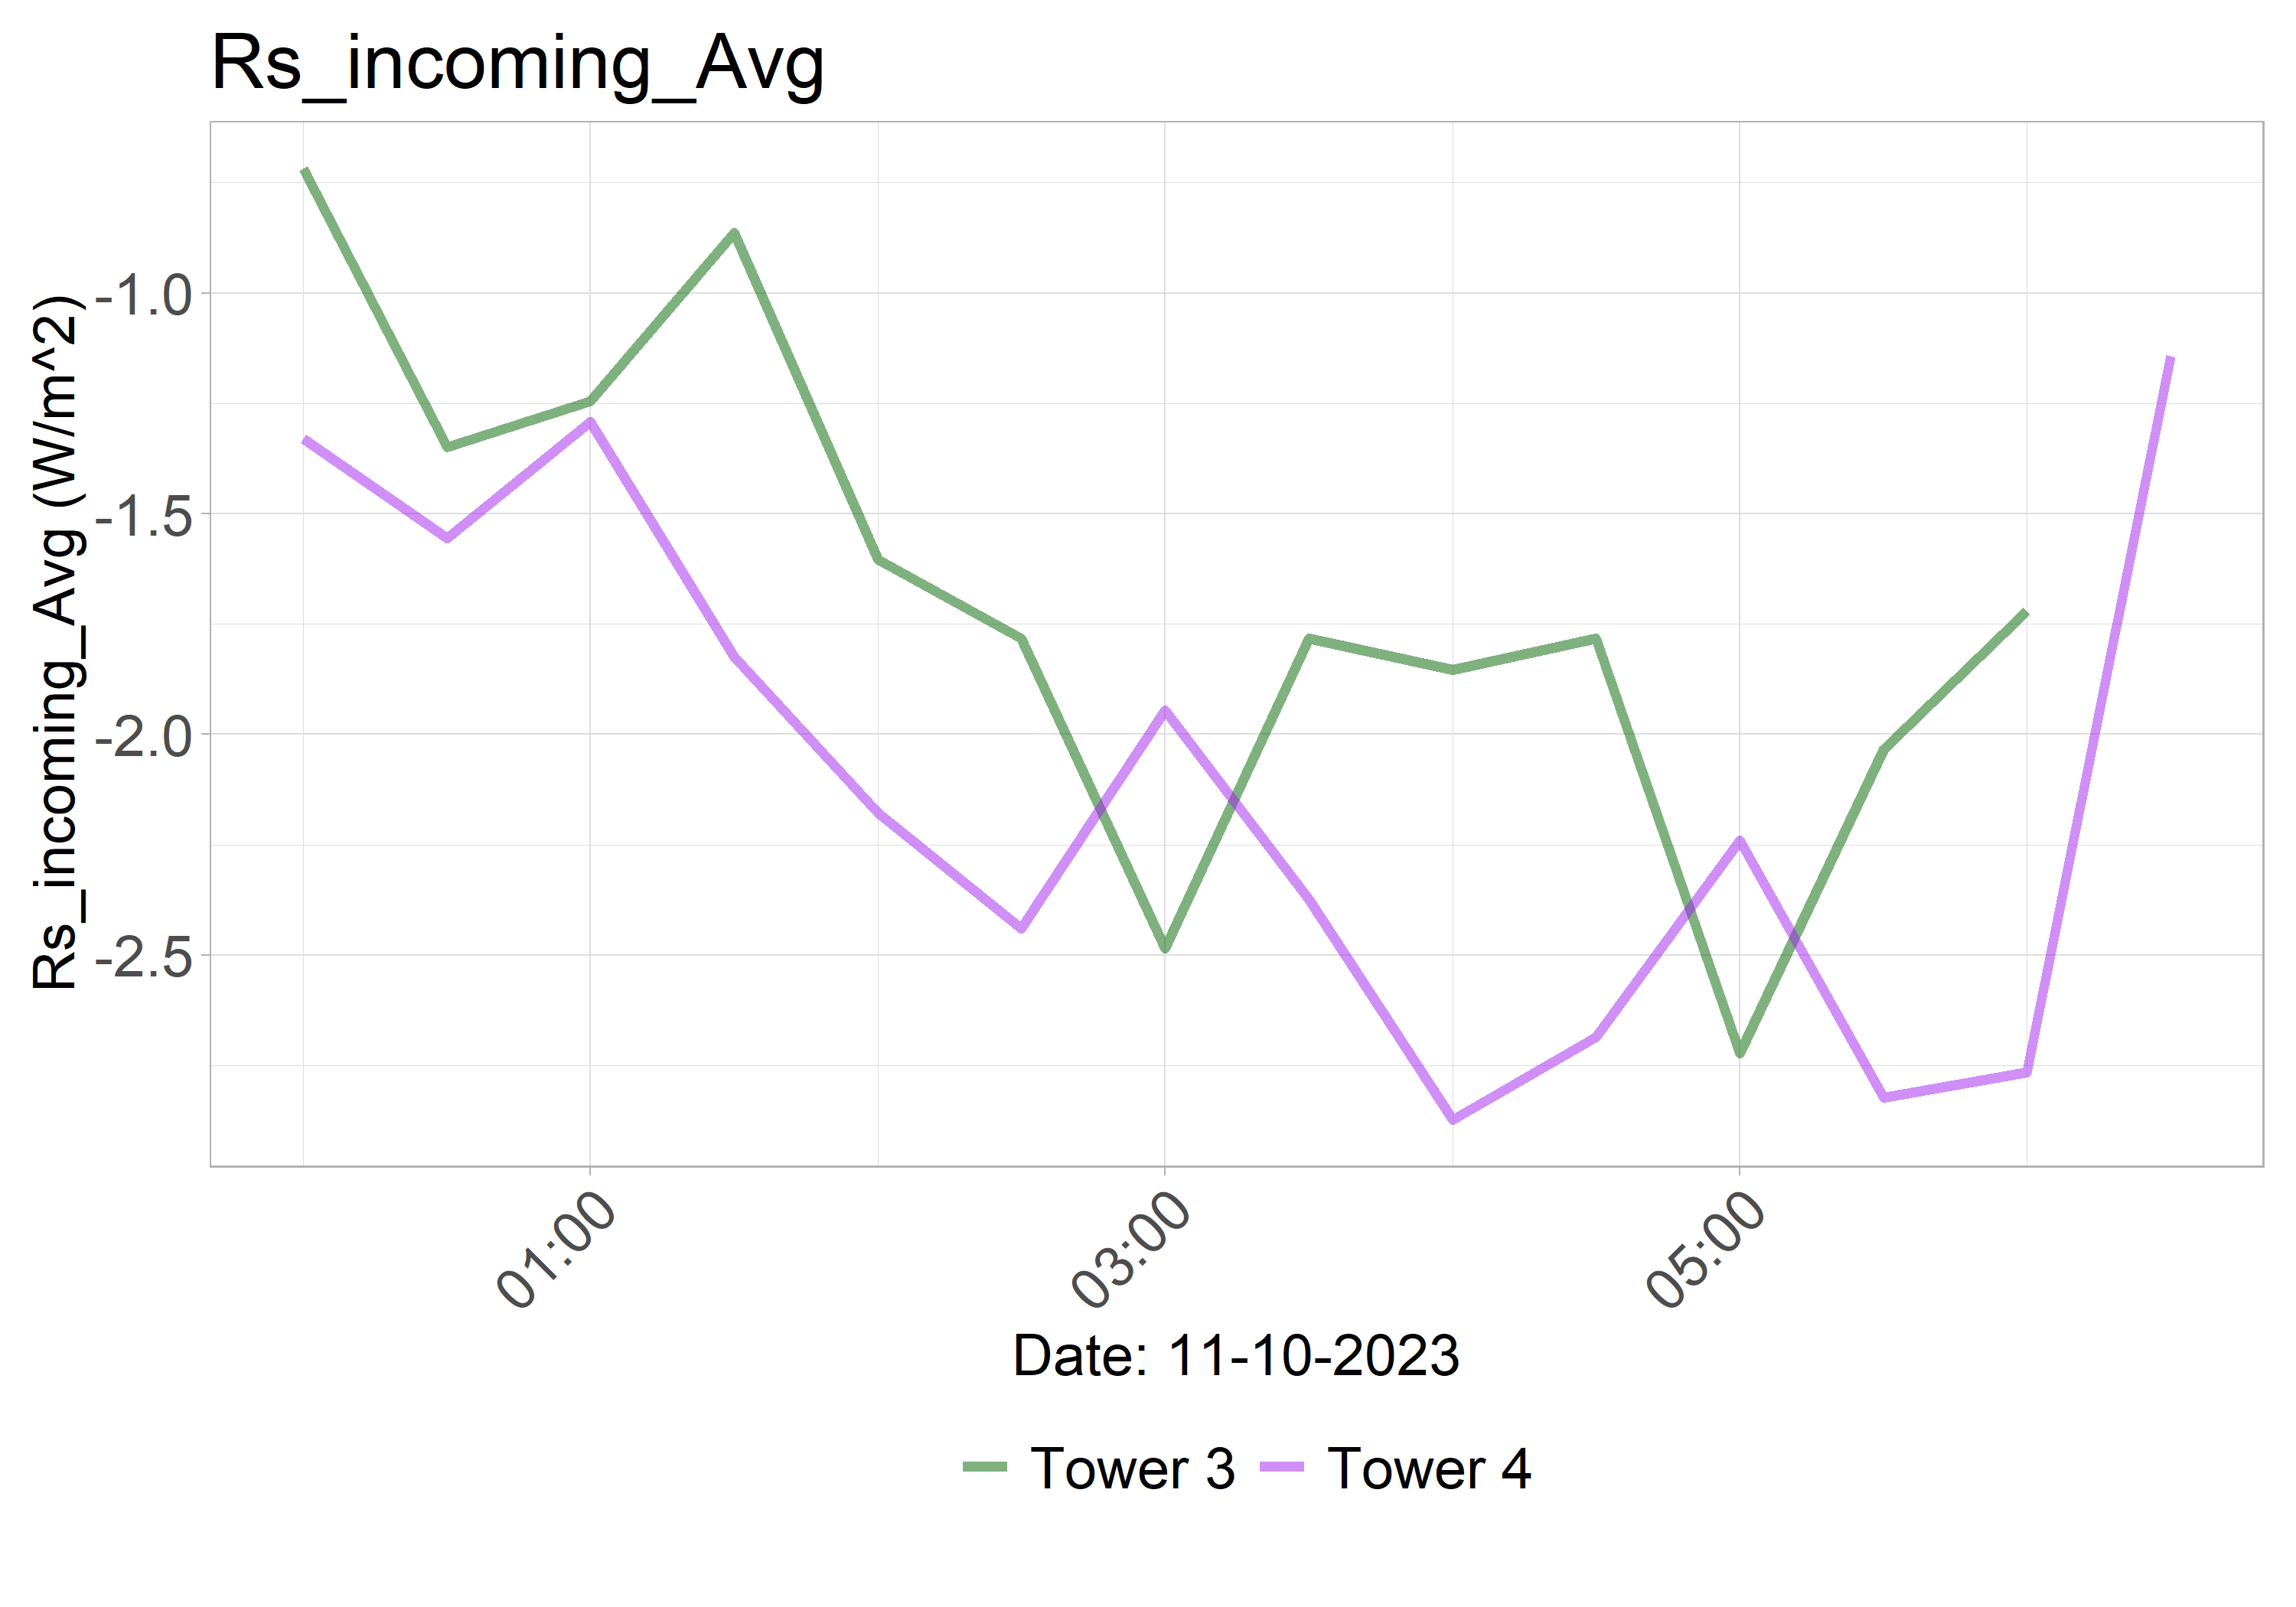 Rs_incoming_Avg
Rs_incoming_Avg (W/m^2)
-1.0
-1.5
-2.0
-2.5
01:00
03:00
05:00
Date: 11-10-2023
Tower 3
Tower 4